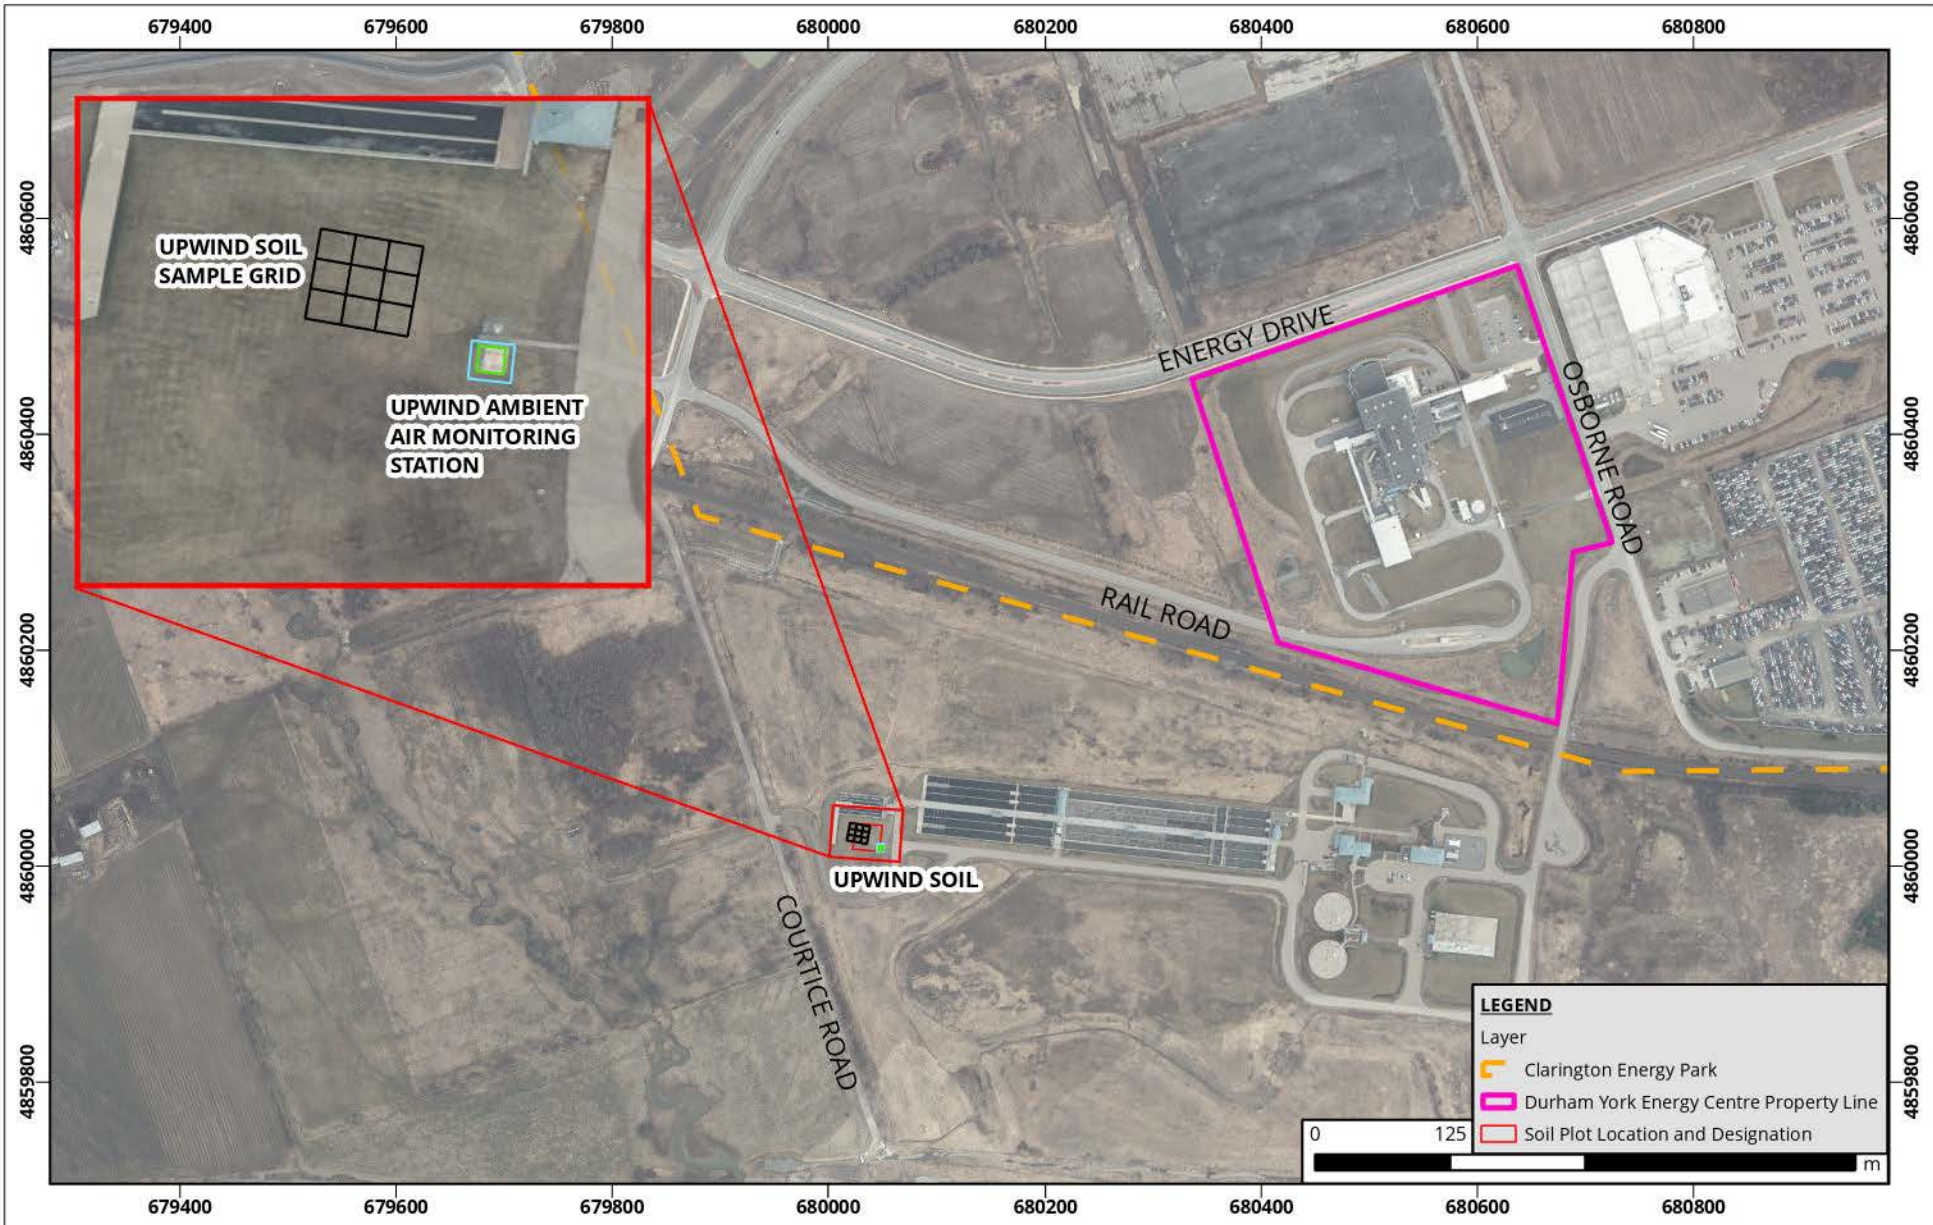 679400 679600 679800 680000 680200 680400 680600 680800
4860600
4860400
4860200
4860000
4859800
UPWIND SOIL
SAMPLE GRID
UPWIND AMBIENT
AIR MONITORING
STATION
ENERGY DRIVE
OSBORNE ROAD
RAIL ROAD
UPWIND SOIL
COURTICE ROAD
4860600
4860400
4860200
4860000
4859800
LEGEND
Layer
Clarington Energy Park
Durham York Energy Centre Property Line
Soil Plot Location and Designation
0 125
m
679400 679600 679800 680000 680200 680400 680600 680800